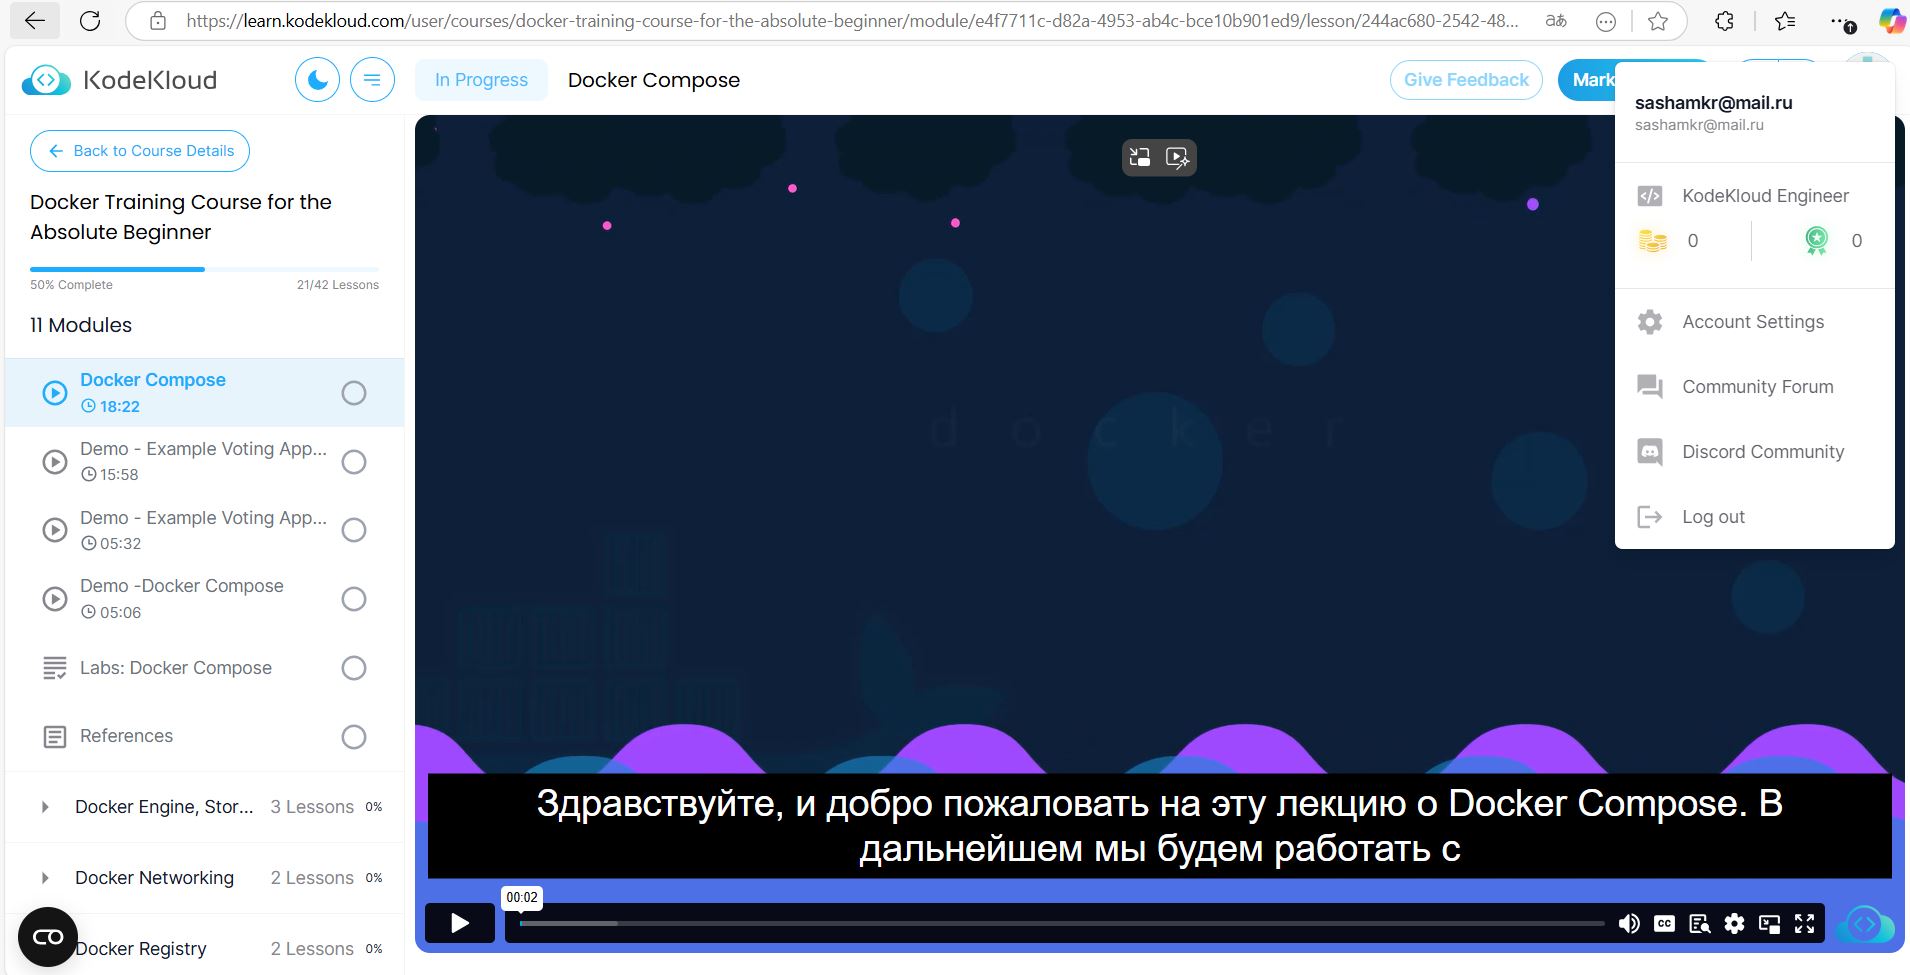 https://learn.kodekloud.com/user/courses/docker-training-course-for-the-absolute-beginner/module/e4f7711c-d82a-4953-ab4c-bce10b901ed9/lesson/244ac680-2542-48...
KodeKloud
In Progress
Docker Compose
Give Feedback
Mark
Back to Course Details
Docker Training Course for the
Absolute Beginner
50% Complete
21/42 Lessons
11 Modules
Docker Compose
18:22
Demo - Example Voting App...
15:58
Demo - Example Voting App...
05:32
Demo -Docker Compose
05:06
Labs: Docker Compose
References
Docker Engine, Stor... 3 Lessons 0%
Docker Networking 2 Lessons 0%
Docker Registry 2 Lessons 0%
docker
Здравствуйте, и добро пожаловать на эту лекцию о Docker Compose. В
дальнейшем мы будем работать с
00:02
CC
sashamkr@mail.ru
sashamkr@mail.ru
KodeKloud Engineer
0
0
Account Settings
Community Forum
Discord Community
Log out